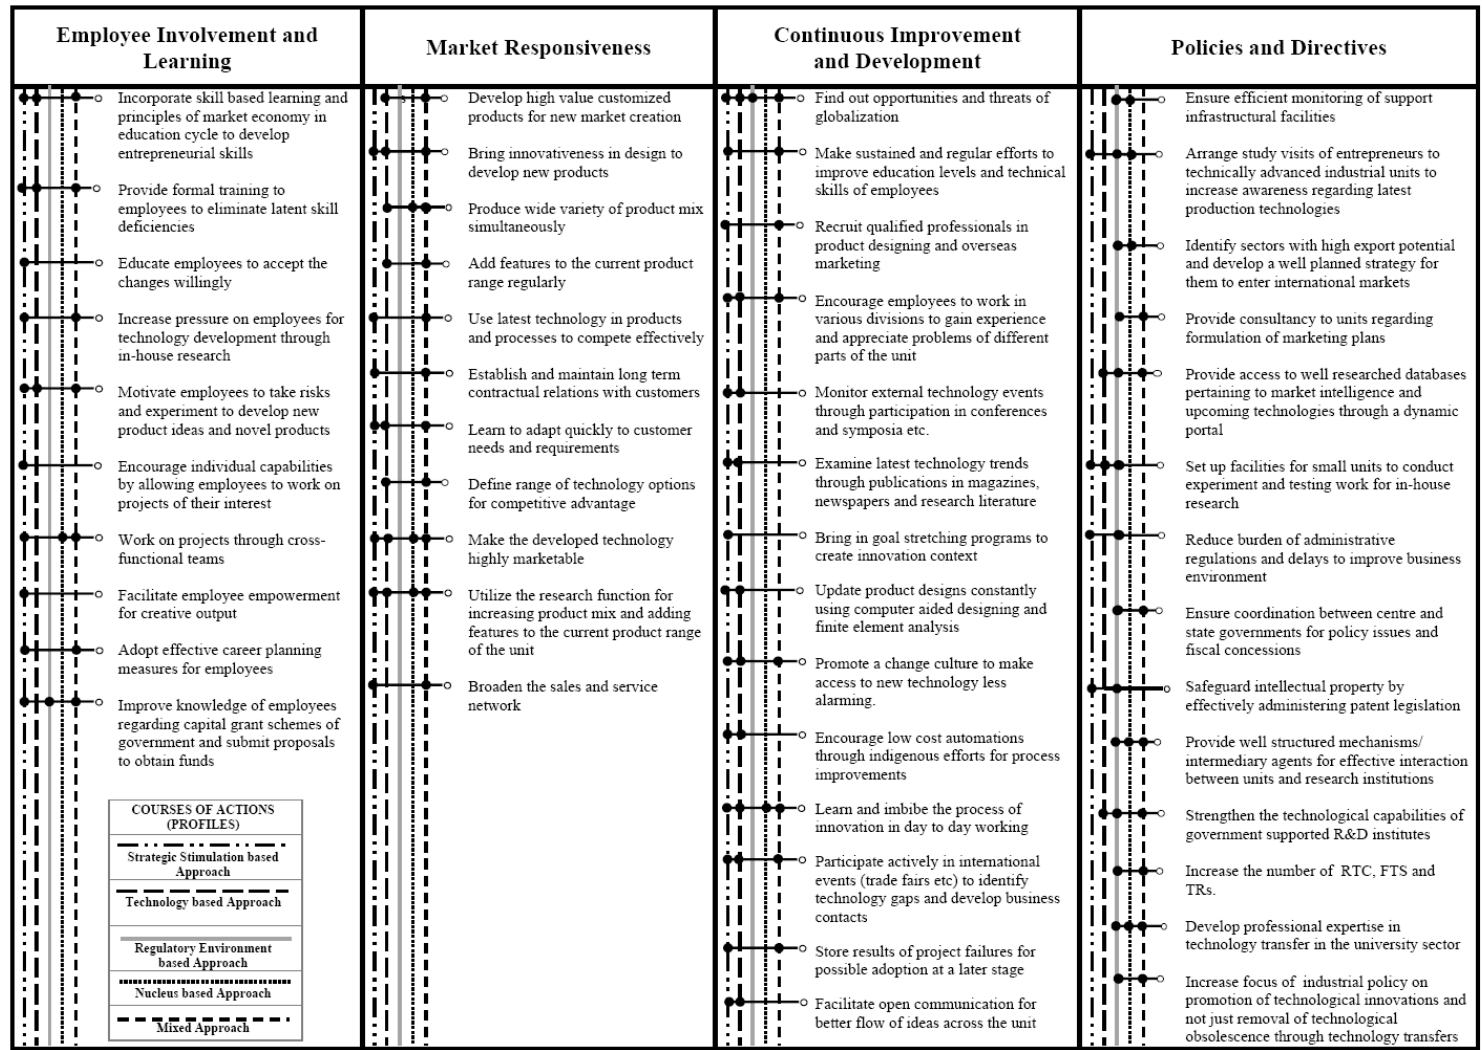 Employee Involvement and
Learning
Incorporate skill based learning and
principles of market economy in
education cycle to develop
entrepreneurial skills
Provide formal training to
employees to eliminate latent skill
deficiencies
Educate employees to accept the
changes willingly
Increase pressure on employees for
technology development through
in-house research
Motivate employees to take risks
and experiment to develop new
product ideas and novel products
Encourage individual capabilities
by allowing employees to work on
projects of their interest
Work on projects through cross-
functional teams
Facilitate employee empowerment
for creative output
Adopt effective career planning
measures for employees
Improve knowledge of employees
regarding capital grant schemes of
government and submit proposals
to obtain funds
COURSES OF ACTIONS
(PROFILES)
Strategic Stimulation based
Approach
Technology based Approach
Regulatory Environment
based Approach
Nucleus based Approach
Mixed Approach
Market Responsiveness
Develop high value customized
products for new market creation
Bring innovativeness in design to
develop new products
Produce wide variety of product mix
simultaneously
Add features to the current product
range regularly
Use latest technology in products
and processes to compete effectively
Establish and maintain long term
contractual relations with customers
Learn to adapt quickly to customer
needs and requirements
Define range of technology options
for competitive advantage
Make the developed technology
highly marketable
Utilize the research function for
increasing product mix and adding
features to the current product range
of the unit
Broaden the sales and service
network
Continuous Improvement
and Development
Find out opportunities and threats of
globalization
Make sustained and regular efforts to
improve education levels and technical
skills of employees
Recruit qualified professionals in
product designing and overseas
marketing
Encourage employees to work in
various divisions to gain experience
and appreciate problems of different
parts of the unit
Monitor external technology events
through participation in conferences
and symposia etc.
Examine latest technology trends
through publications in magazines,
newspapers and research literature
Bring in goal stretching programs to
create innovation context
Update product designs constantly
using computer aided designing and
finite element analysis
Promote a change culture to make
access to new technology less
alarming.
Encourage low cost automations
through indigenous efforts for process
improvements
Learn and imbibe the process of
innovation in day to day working
Participate actively in international
events (trade fairs etc) to identify
technology gaps and develop business
contacts
Store results of project failures for
possible adoption at a later stage
Facilitate open communication for
better flow of ideas across the unit
Policies and Directives
Ensure efficient monitoring of support
infrastructural facilities
Arrange study visits of entrepreneurs to
technically advanced industrial units to
increase awareness regarding latest
production technologies
Identify sectors with high export potential
and develop a well planned strategy for
them to enter international markets
Provide consultancy to units regarding
formulation of marketing plans
Provide access to well researched databases
pertaining to market intelligence and
upcoming technologies through a dynamic
portal
Set up facilities for small units to conduct
experiment and testing work for in-house
research
Reduce burden of administrative
regulations and delays to improve business
environment
Ensure coordination between centre and
state governments for policy issues and
fiscal concessions
Safeguard intellectual property by
effectively administering patent legislation
Provide well structured mechanisms/
intermediary agents for effective interaction
between units and research institutions
Strengthen the technological capabilities of
government supported R&D institutes
Increase the number of RTC, FTS and
TRs.
Develop professional expertise in
technology transfer in the university sector
Increase focus of industrial policy on
promotion of technological innovations and
not just removal of technological
obsolescence through technology transfers